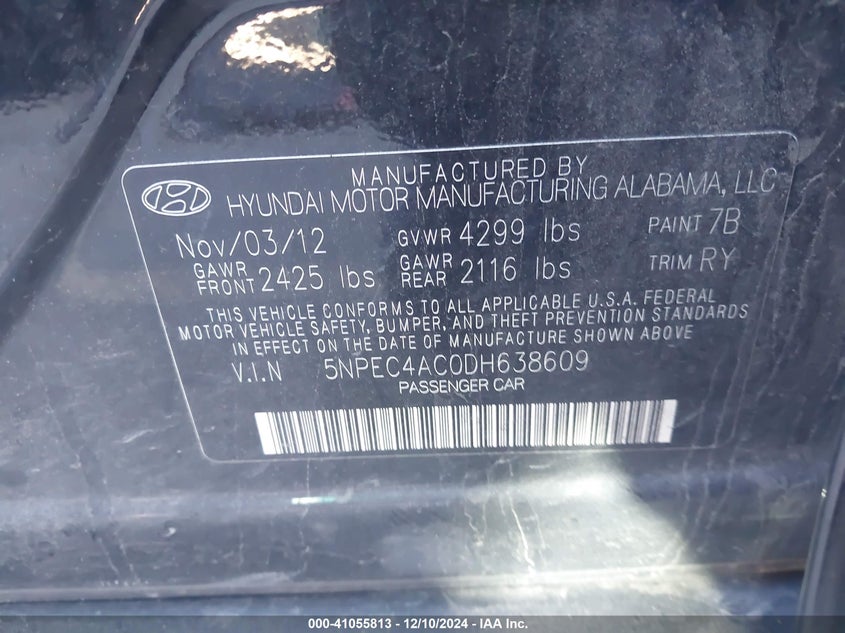 MANUFACTURED BY
HYUNDAI MOTOR MANUFACTURING ALABAMA, LLC
Nov/03/12 GVWR 4299 lbs PAINT 7B
GAWR FRONT 2425 lbs GAWR REAR 2116 lbs TRIM RY
THIS VEHICLE CONFORMS TO ALL APPLICABLE U.S.A. FEDERAL
MOTOR VEHICLE SAFETY, BUMPER, AND THEFT PREVENTION STANDARDS
IN EFFECT ON THE DATE OF MANUFACTURE SHOWN ABOVE
V.I.N 5NPEC4AC0DH638609
PASSENGER CAR
000-41055813 - 12/10/2024 - IAA Inc.